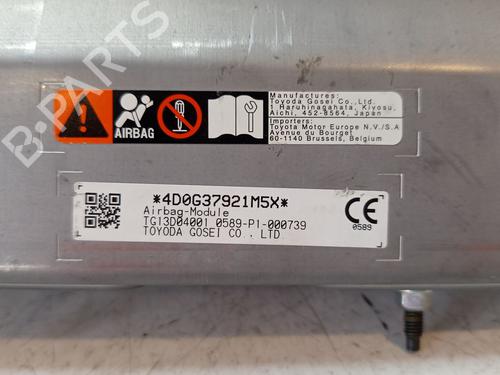 B-PARTS
AIRBAG
Manufactures:
Toyoda Gosei Co.,Ltd.
1 Haruhinagahata, Kiyosu,
Aichi, 452-8564, Japan
Importers:
Toyota Motor Europe N.V./S.A
Avenue du Bourget
60-1140 Brussels, Belgium
*4D0G37921M5X*
Airbag-Module
TG13D04001 0589-P1-000739
TOYODA GOSEI CO., LTD.
CE
0589